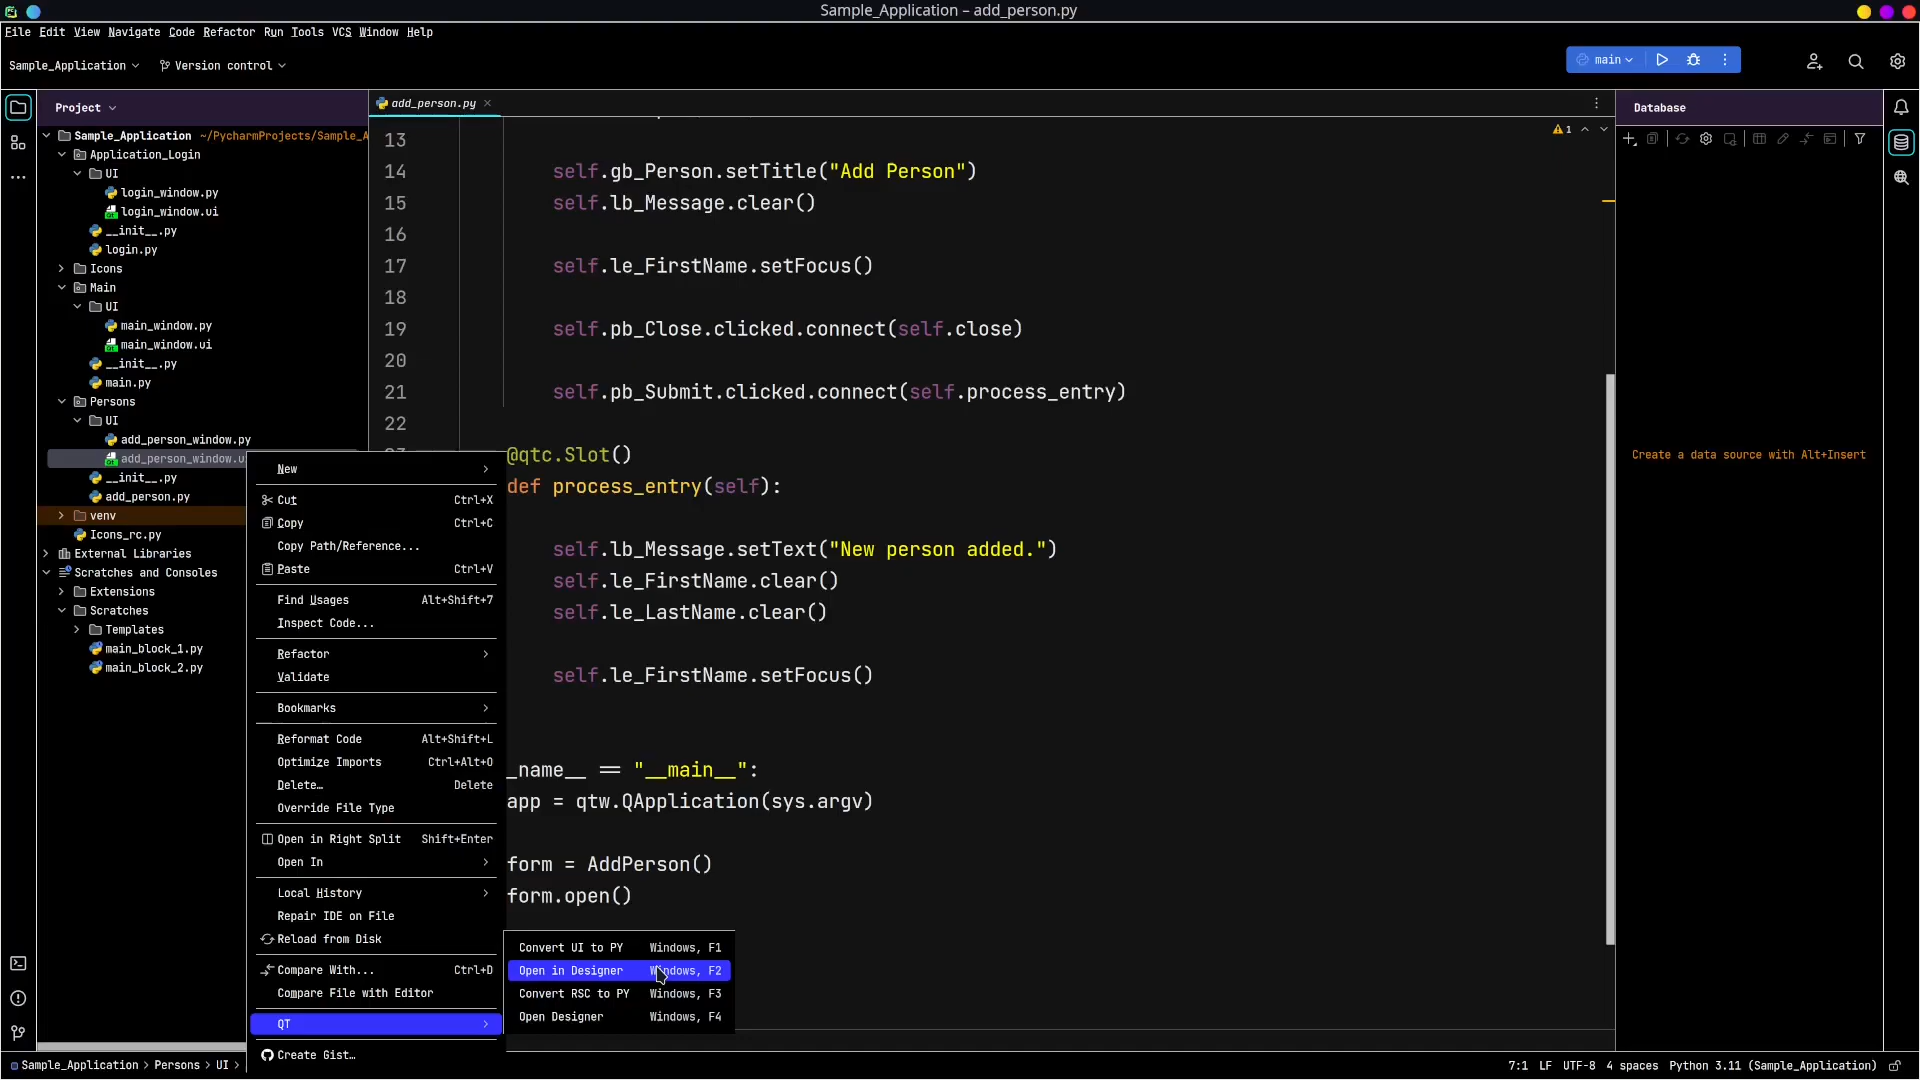 Sample_Application – add_person.py
File Edit View Navigate Code Refactor Run Tools VCS Window Help
Sample_Application
Version control
main
Project
Sample_Application ~/PycharmProjects/Sample_A
Application_Login
UI
login_window.py
login_window.ui
__init__.py
login.py
Icons
Main
UI
main_window.py
main_window.ui
__init__.py
main.py
Persons
UI
add_person_window.py
add_person_window.u
__init__.py
add_person.py
venv
Icons_rc.py
External Libraries
Scratches and Consoles
Extensions
Scratches
Templates
main_block_1.py
main_block_2.py
add_person.py
1
13
14 self.gb_Person.setTitle("Add Person")
15 self.lb_Message.clear()
16
17 self.le_FirstName.setFocus()
18
19 self.pb_Close.clicked.connect(self.close)
20
21 self.pb_Submit.clicked.connect(self.process_entry)
22
@qtc.Slot()
def process_entry(self):
self.lb_Message.setText("New person added.")
self.le_FirstName.clear()
self.le_LastName.clear()
self.le_FirstName.setFocus()
_name__ == "__main__":
app = qtw.QApplication(sys.argv)
form = AddPerson()
form.open()
New
Cut Ctrl+X
Copy Ctrl+C
Copy Path/Reference...
Paste Ctrl+V
Find Usages Alt+Shift+7
Inspect Code...
Refactor
Validate
Bookmarks
Reformat Code Alt+Shift+L
Optimize Imports Ctrl+Alt+O
Delete… Delete
Override File Type
Open in Right Split Shift+Enter
Open In
Local History
Repair IDE on File
Reload from Disk
Compare With... Ctrl+D
Compare File with Editor
QT
Create Gist…
Convert UI to PY Windows, F1
Open in Designer Windows, F2
Convert RSC to PY Windows, F3
Open Designer Windows, F4
Database
Create a data source with Alt+Insert
Sample_Application > Persons > UI >
7:1 LF UTF-8 4 spaces Python 3.11 (Sample_Application)